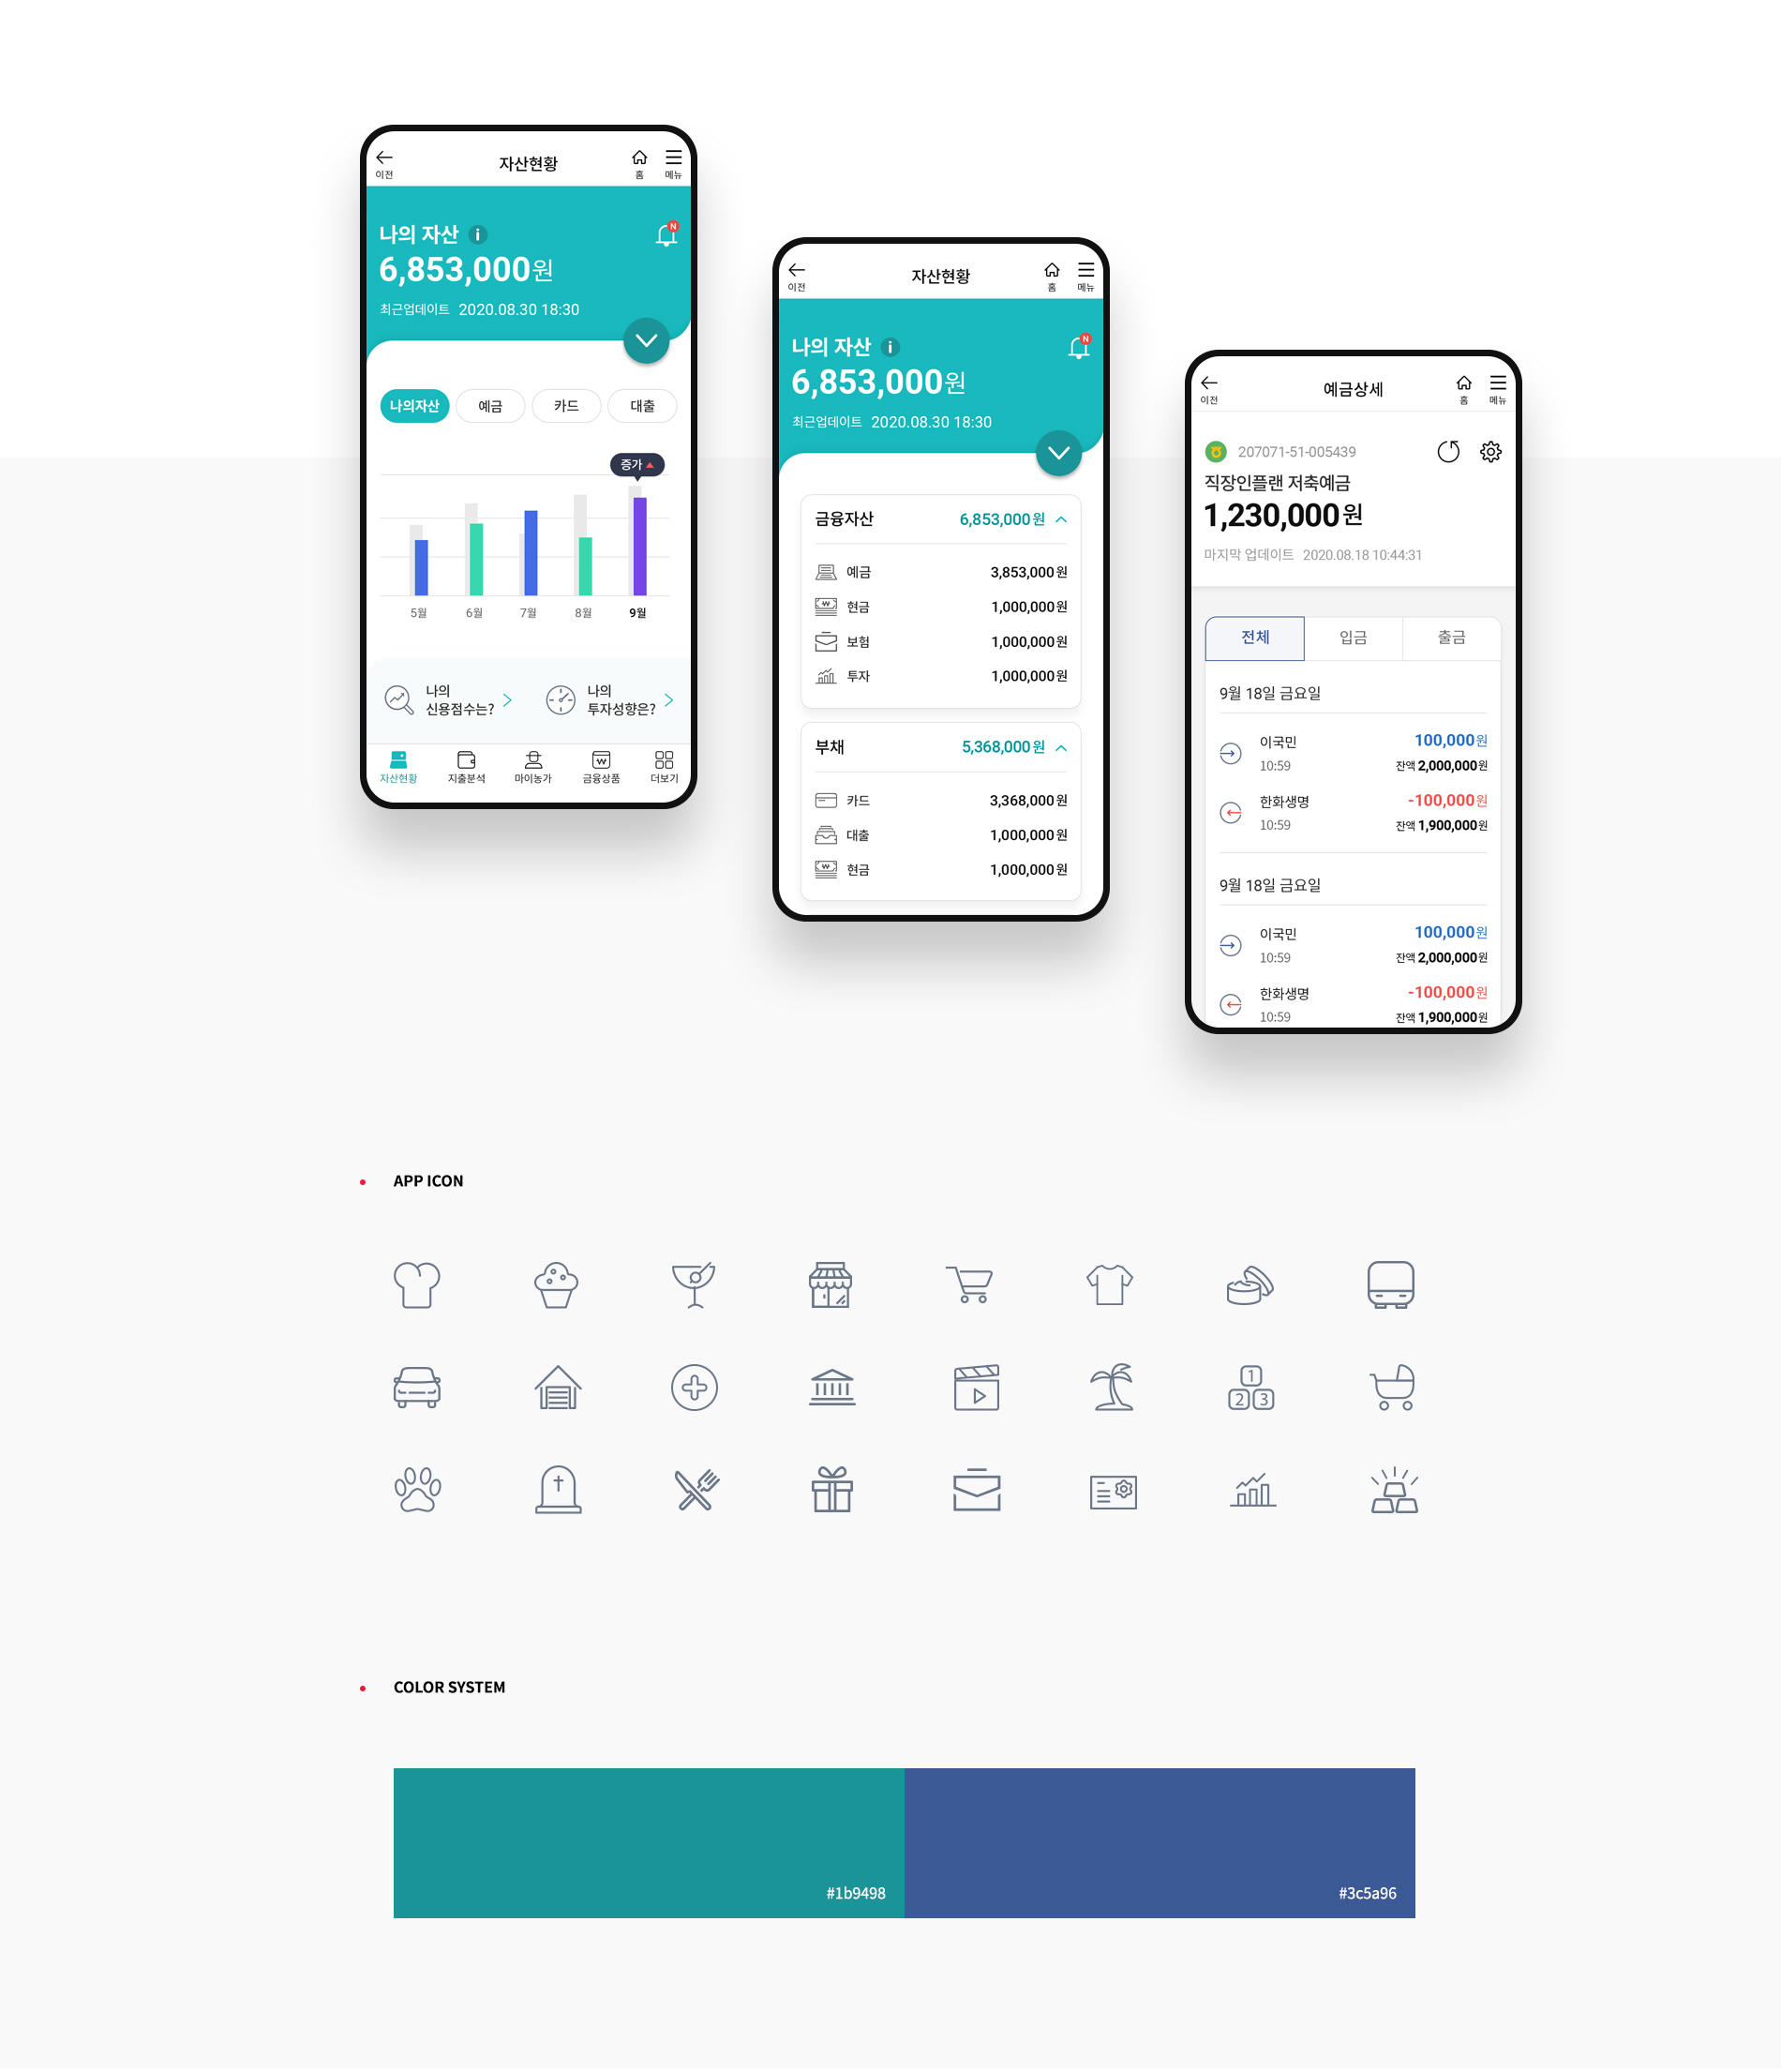 자산현황
이전
홈
메뉴
나의 자산 i
N
6,853,000원
최근업데이트 2020.08.30 18:30
나의자산
예금
카드
대출
증가
5월
6월
7월
8월
9월
나의
신용점수는?
나의
투자성향은?
자산현황
지출분석
마이농가
금융상품
더보기
자산현황
이전
홈
메뉴
나의 자산 i
N
6,853,000원
최근업데이트 2020.08.30 18:30
금융자산 6,853,000원
예금 3,853,000원
현금 1,000,000원
보험 1,000,000원
투자 1,000,000원
부채 5,368,000원
카드 3,368,000원
대출 1,000,000원
현금 1,000,000원
예금상세
이전
홈
메뉴
207071-51-005439
직장인플랜 저축예금
1,230,000원
마지막 업데이트 2020.08.18 10:44:31
전체
입금
출금
9월 18일 금요일
이국민 100,000원
10:59 잔액 2,000,000원
한화생명 -100,000원
10:59 잔액 1,900,000원
9월 18일 금요일
이국민 100,000원
10:59 잔액 2,000,000원
한화생명 -100,000원
10:59 잔액 1,900,000원
APP ICON
1
2 3
COLOR SYSTEM
#1b9498
#3c5a96